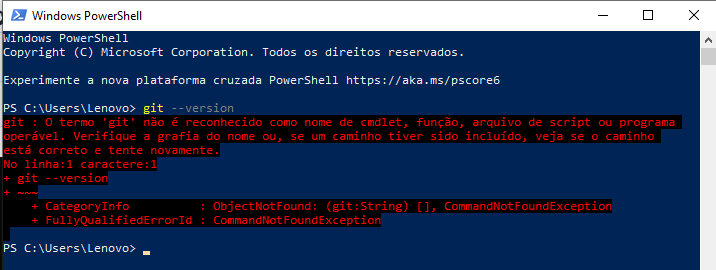 Windows PowerShell
Windows PowerShell
Copyright (C) Microsoft Corporation. Todos os direitos reservados.
Experimente a nova plataforma cruzada PowerShell https://aka.ms/pscore6
PS C:\Users\Lenovo> git --version
git : O termo 'git' não é reconhecido como nome de cmdlet, função, arquivo de script ou programa
operável. Verifique a grafia do nome ou, se um caminho tiver sido incluído, veja se o caminho
está correto e tente novamente.
No linha:1 caractere:1
+ git --version
+ ~~~
    + CategoryInfo          : ObjectNotFound: (git:String) [], CommandNotFoundException
    + FullyQualifiedErrorId : CommandNotFoundException
PS C:\Users\Lenovo>